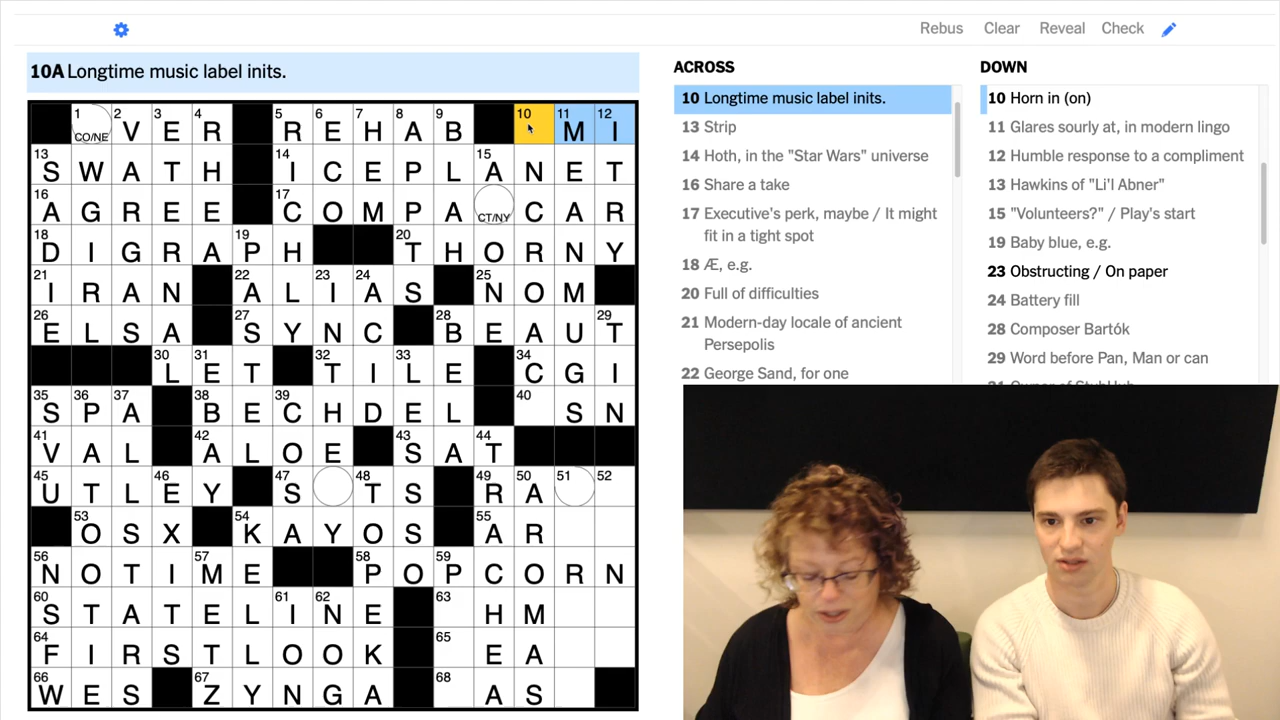 Rebus Clear Reveal Check
10A Longtime music label inits.
1 2 3 4 5 6 7 8 9 10 11 12
CO/NE V E R R E H A B M I
13 14 15
S W A T H I C E P L A N E T
16 17
A G R E E C O M P A CT/NY C A R
18 19 20
D I G R A P H T H O R N Y
21 22 23 24 25
I R A N A L I A S N O M
26 27 28 29
E L S A S Y N C B E A U T
30 31 32 33 34
L E T T I L E C G I
35 36 37 38 39 40
S P A B E C H D E L S N
41 42 43 44
V A L A L O E S A T
45 46 47 48 49 50 51 52
U T L E Y S T S R A
53 54 55
O S X K A Y O S A R
56 57 58 59
N O T I M E P O P C O R N
60 61 62 63
S T A T E L I N E H M
64 65
F I R S T L O O K E A
66 67 68
W E S Z Y N G A A S
ACROSS
10 Longtime music label inits.
13 Strip
14 Hoth, in the "Star Wars" universe
16 Share a take
17 Executive's perk, maybe / It might
fit in a tight spot
18 Æ, e.g.
20 Full of difficulties
21 Modern-day locale of ancient
Persepolis
22 George Sand, for one
DOWN
10 Horn in (on)
11 Glares sourly at, in modern lingo
12 Humble response to a compliment
13 Hawkins of "Li'l Abner"
15 "Volunteers?" / Play's start
19 Baby blue, e.g.
23 Obstructing / On paper
24 Battery fill
28 Composer Bartók
29 Word before Pan, Man or can